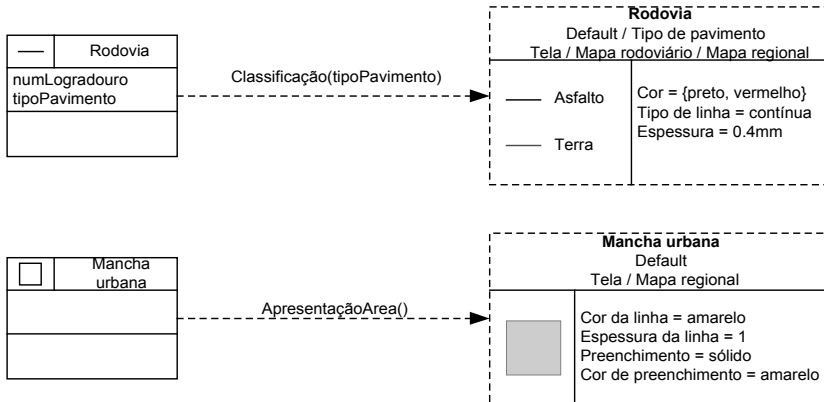 Rodovia
numLogradouro
tipoPavimento
Classificação(tipoPavimento)
Rodovia
Default / Tipo de pavimento
Tela / Mapa rodoviário / Mapa regional
Asfalto
Terra
Cor = {preto, vermelho}
Tipo de linha = contínua
Espessura = 0.4mm
Mancha
urbana
ApresentaçãoArea()
Mancha urbana
Default
Tela / Mapa regional
Cor da linha = amarelo
Espessura da linha = 1
Preenchimento = sólido
Cor de preenchimento = amarelo